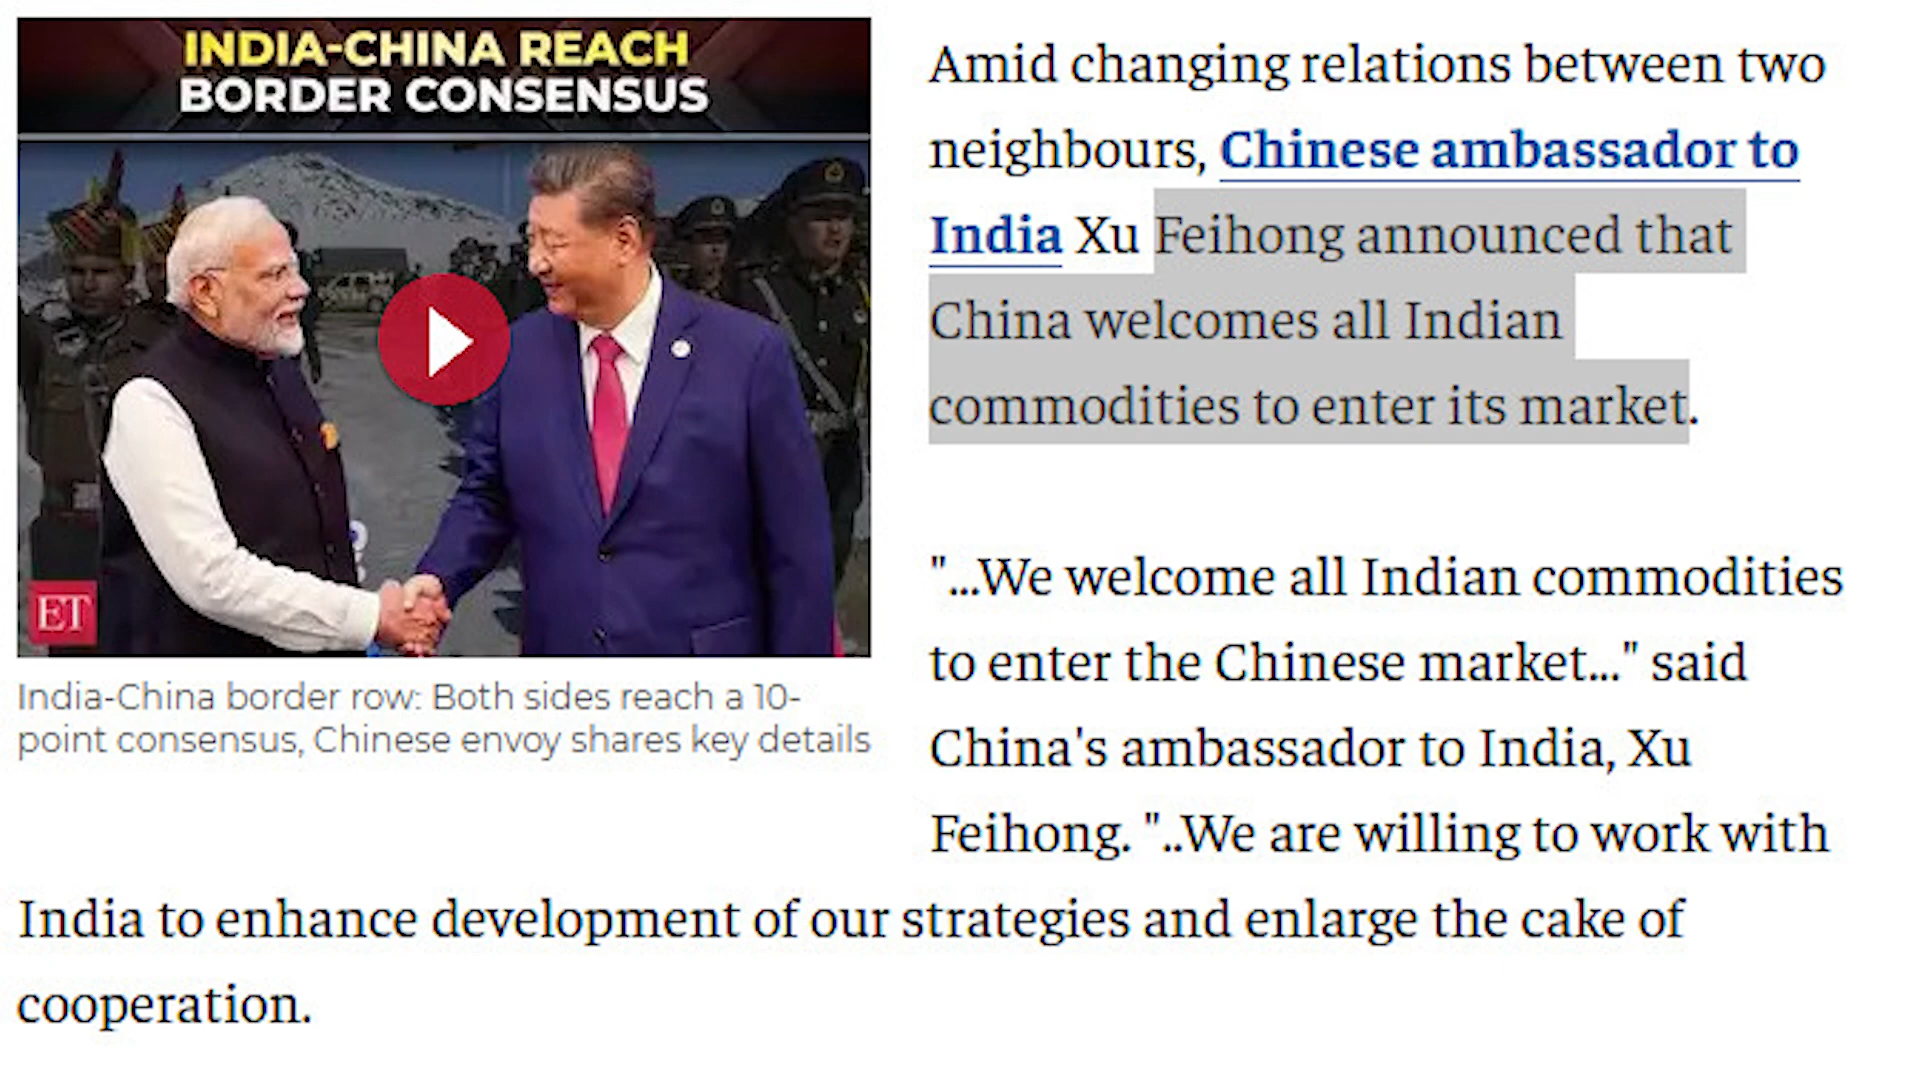 INDIA-CHINA REACH
BORDER CONSENSUS
ET
India-China border row: Both sides reach a 10-
point consensus, Chinese envoy shares key details
Amid changing relations between two
neighbours, Chinese ambassador to
India Xu Feihong announced that
China welcomes all Indian
commodities to enter its market.
"...We welcome all Indian commodities
to enter the Chinese market..." said
China's ambassador to India, Xu
Feihong. "..We are willing to work with
India to enhance development of our strategies and enlarge the cake of
cooperation.